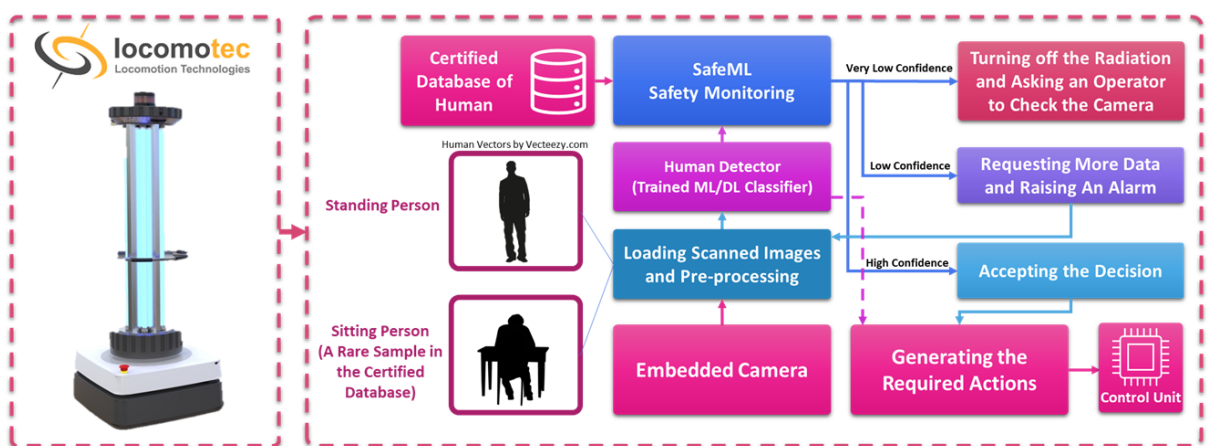 locomotec
Locomotion Technologies
Certified
Database of
Human
SafeML
Safety Monitoring
Very Low Confidence
Turning off the Radiation
and Asking an Operator
to Check the Camera
Human Vectors by Vecteezy.com
Human Detector
(Trained ML/DL Classifier)
Low Confidence
Requesting More Data
and Raising An Alarm
Standing Person
Loading Scanned Images
and Pre-processing
High Confidence
Accepting the Decision
Sitting Person
(A Rare Sample in
the Certified
Database)
Embedded Camera
Generating the
Required Actions
Control Unit